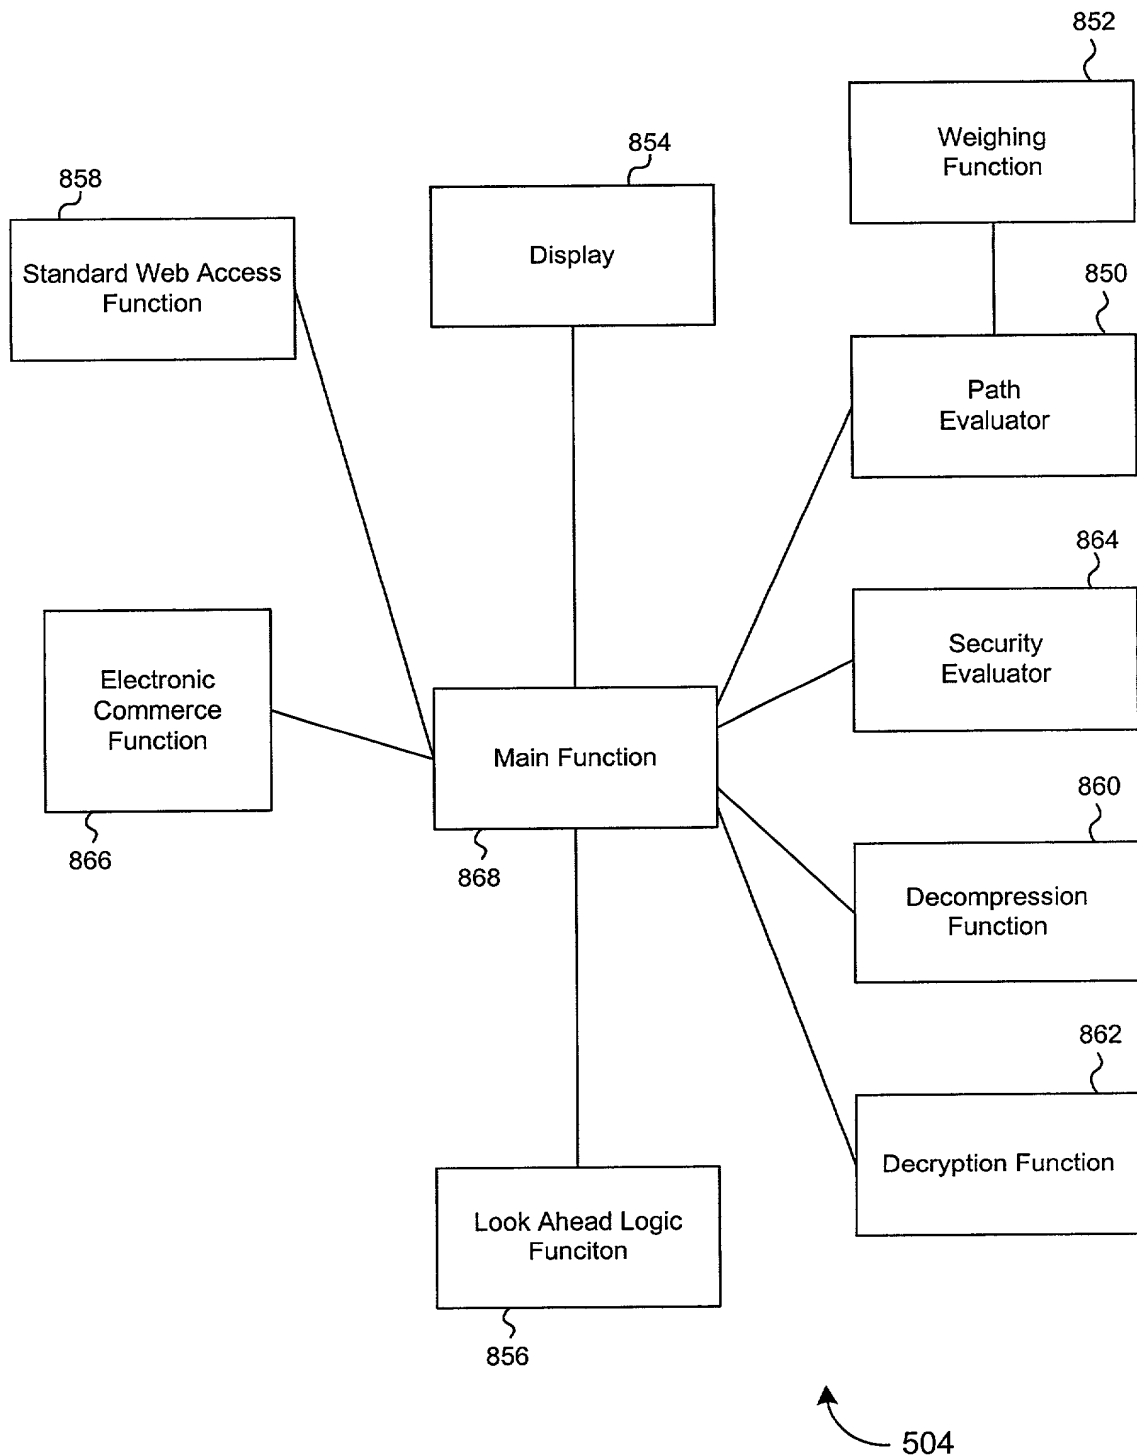 852
Weighing
Function
854
858
Standard Web Access
Function
Display
850
Path
Evaluator
864
Security
Evaluator
Electronic
Commerce
Function
866
Main Function
868
860
Decompression
Function
862
Decryption Function
Look Ahead Logic
Funciton
856
504